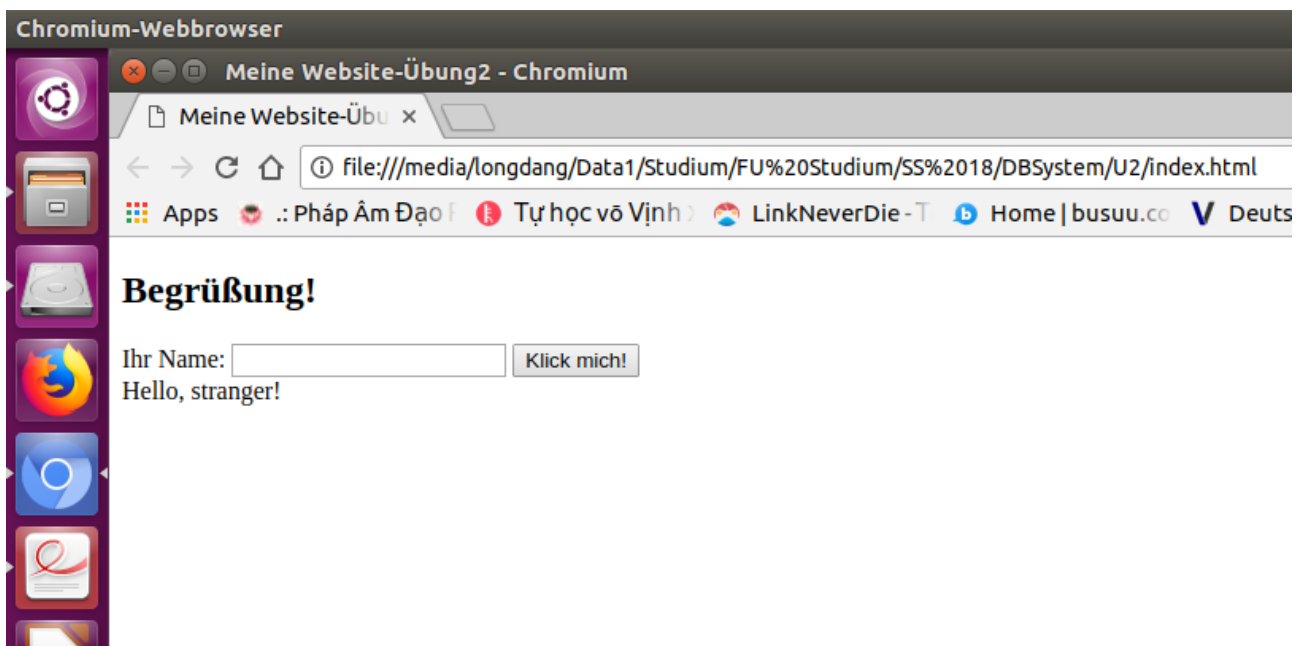 Chromium-Webbrowser
Meine Website-Übung2 - Chromium
Meine Website-Übu
file:///media/longdang/Data1/Studium/FU%20Studium/SS%2018/DBSystem/U2/index.html
Apps .: Pháp Âm Đạo Tự học võ Vịnh LinkNeverDie - T Home | busuu.co Deuts
Begrüßung!
Ihr Name: Klick mich!
Hello, stranger!